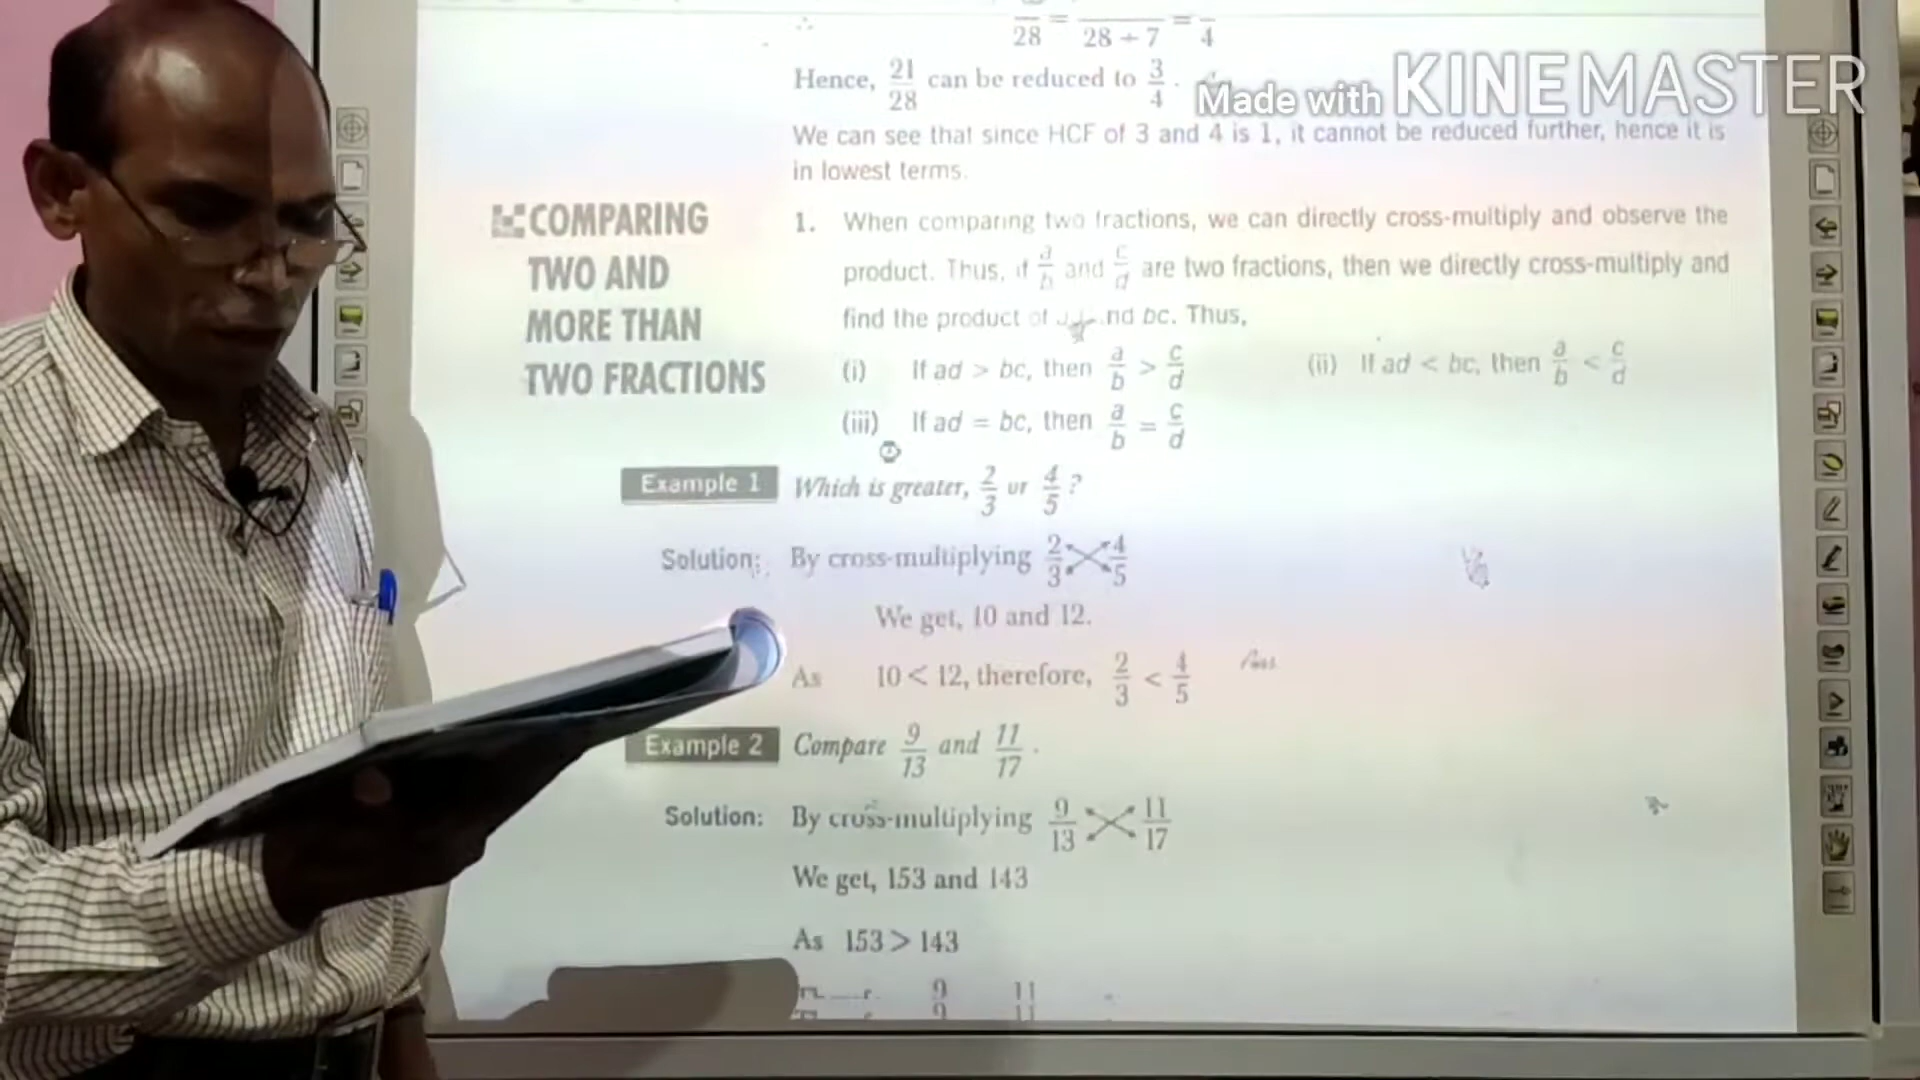 28 = 28 ÷ 7 = 4
Made with KINEMASTER
Hence, 21/28 can be reduced to 3/4 .
We can see that since HCF of 3 and 4 is 1, it cannot be reduced further, hence it is
in lowest terms.
COMPARING
TWO AND
MORE THAN
TWO FRACTIONS
1. When comparing two fractions, we can directly cross-multiply and observe the
product. Thus, if a/b and c/d are two fractions, then we directly cross-multiply and
find the product of bc. Thus,
(i) If ad > bc, then a/b > c/d (ii) If ad < bc, then a/b < c/d
(iii) If ad = bc, then a/b = c/d
Example 1 Which is greater, 2/3 or 4/5 ?
Solution: By cross-multiplying 2/3 4/5
We get, 10 and 12.
As 10 < 12, therefore, 2/3 < 4/5
Example 2 Compare 9/13 and 11/17 .
Solution: By cross-multiplying 9/13 11/17
We get, 153 and 143
As 153 > 143
9 11